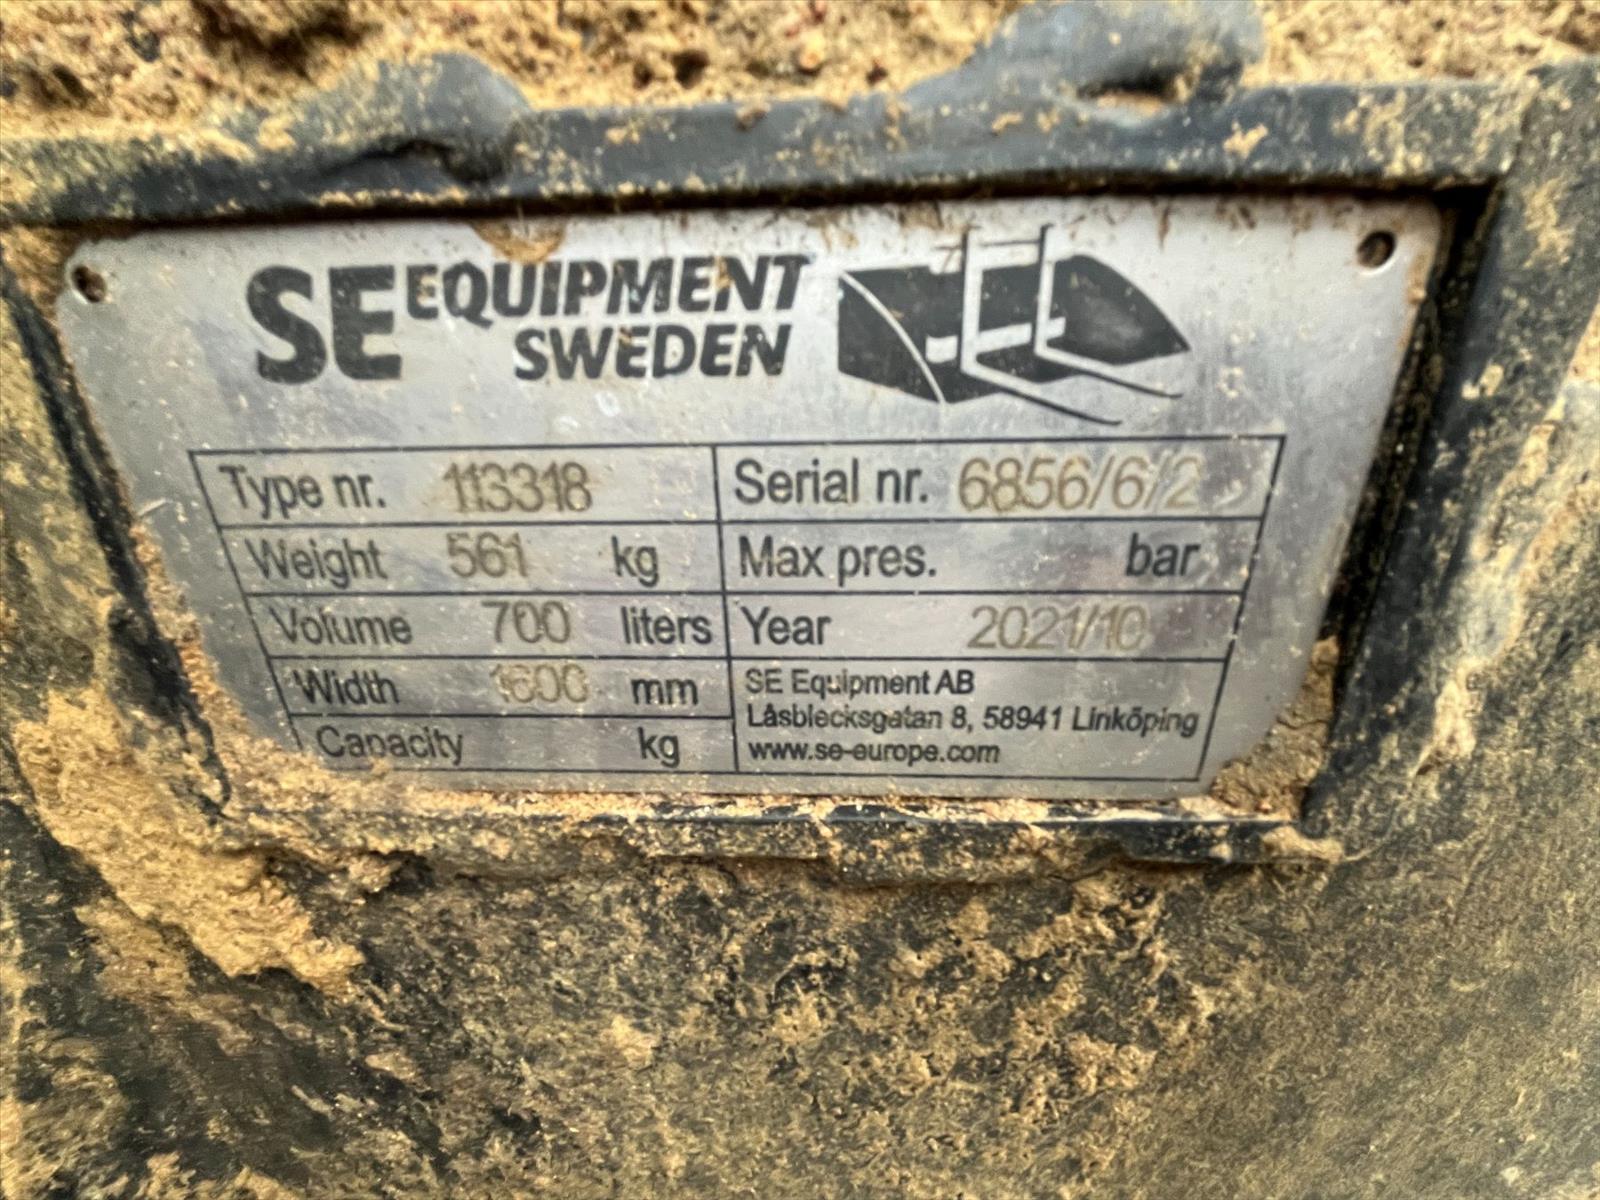 SE EQUIPMENT
SWEDEN
Type nr. 113318 Serial nr. 6856/6/2
Weight 561 kg Max pres. bar
Volume 700 liters Year 2021/10
Width 1600 mm SE Equipment AB
Låsblecksgatan 8, 58941 Linköping
Capacity kg www.se-europe.com